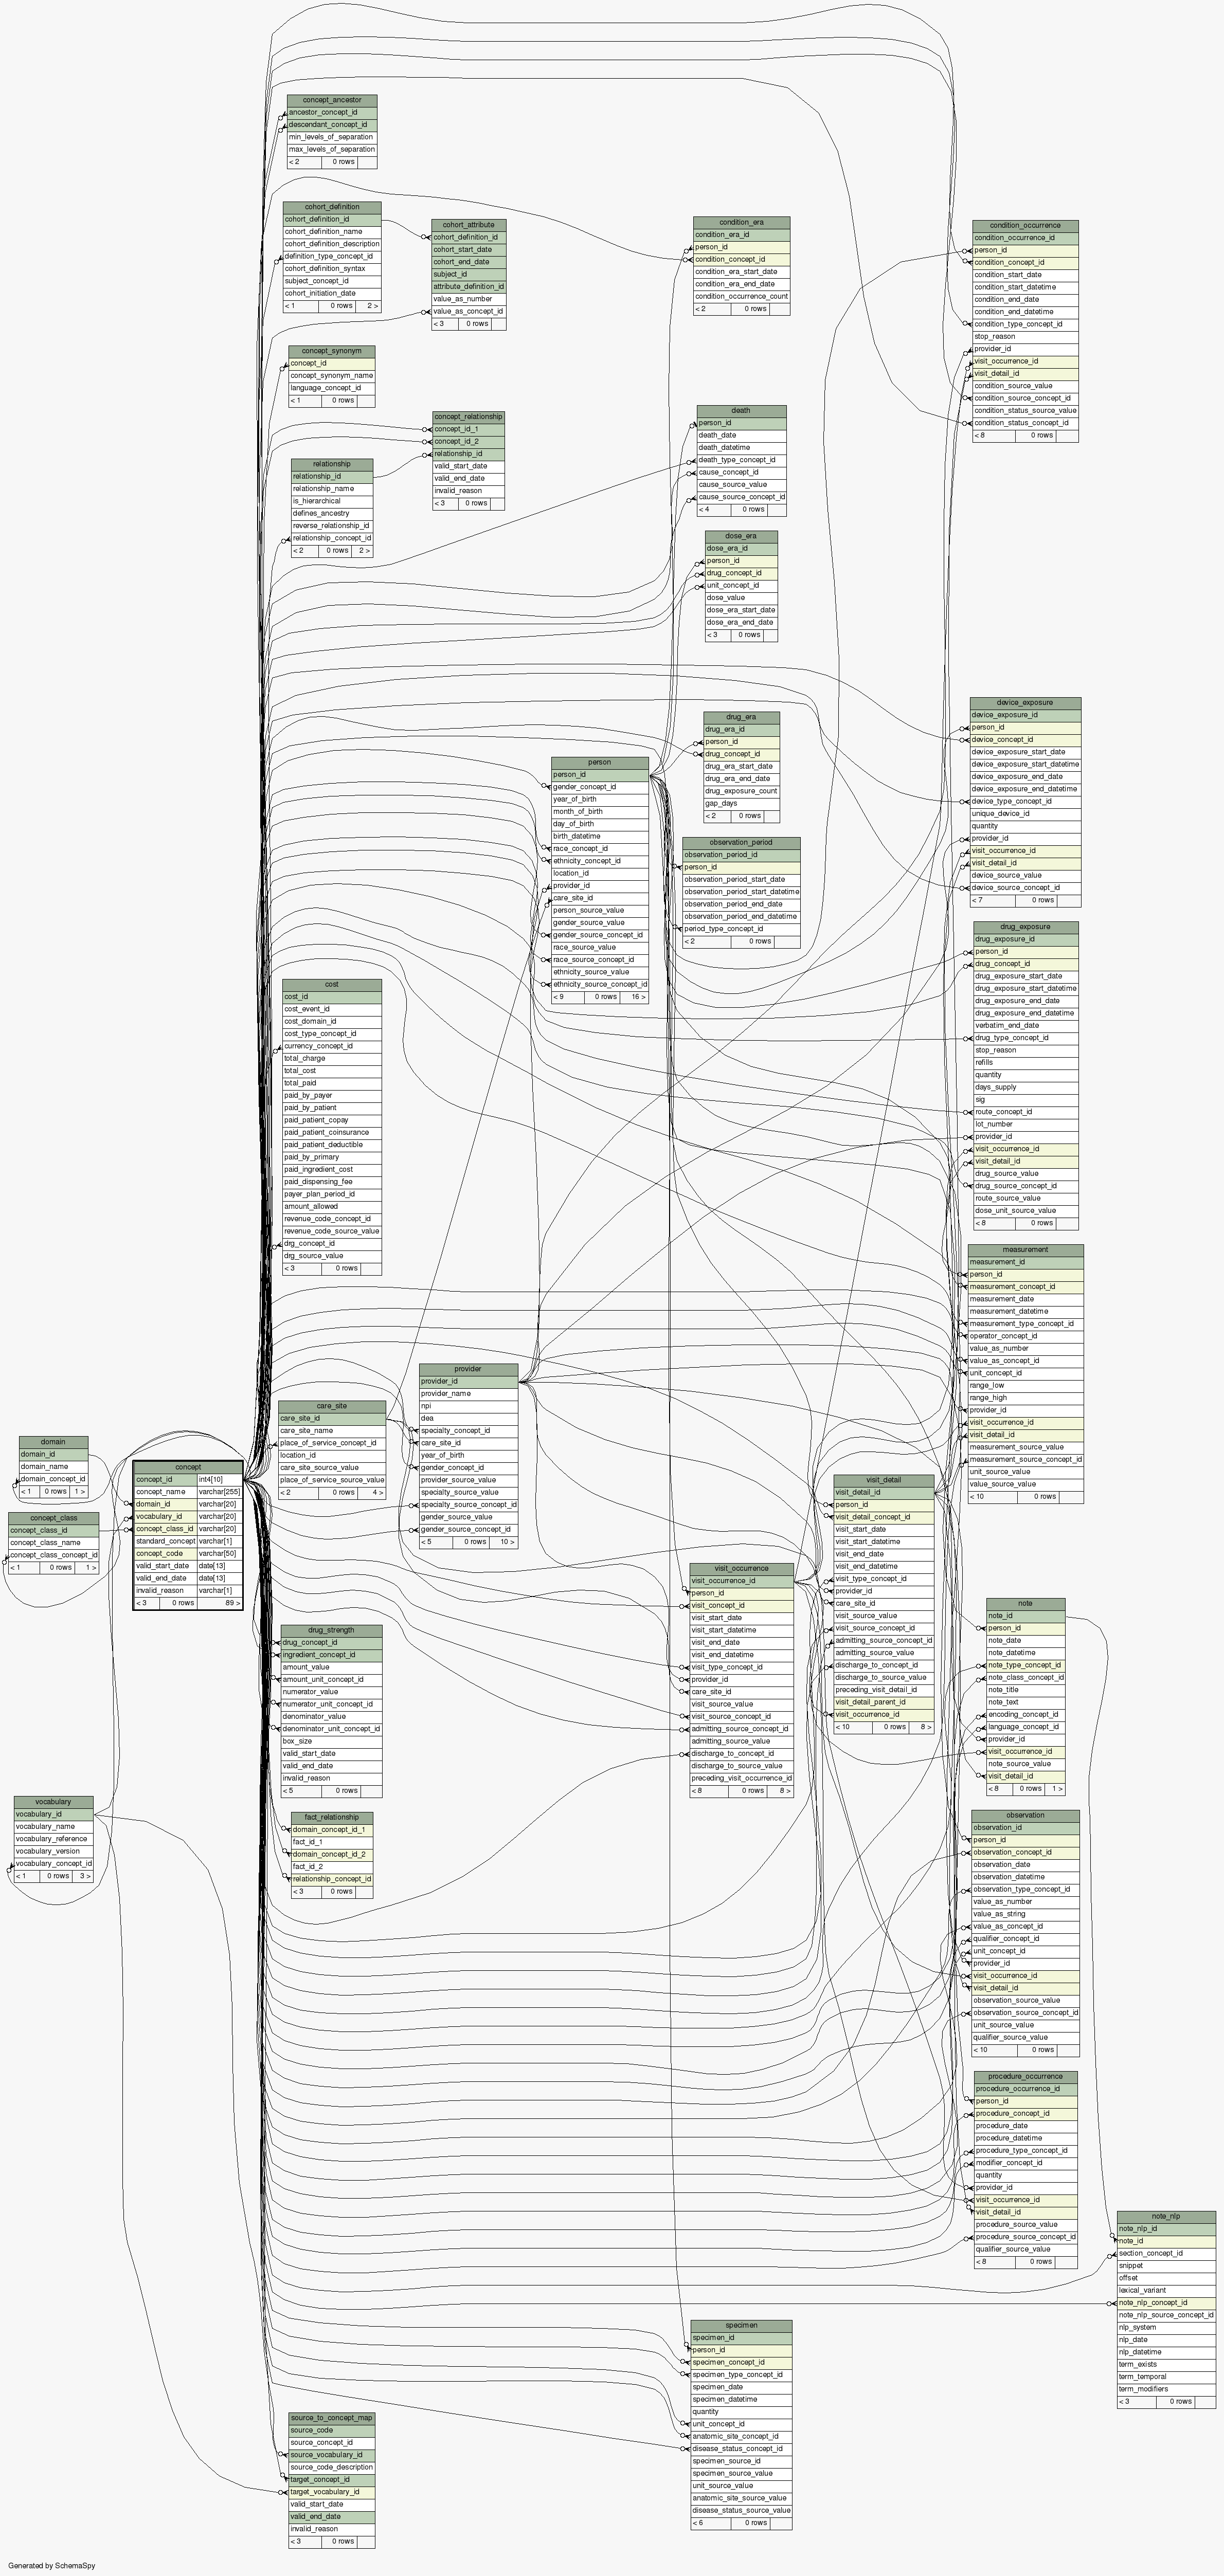 concept_ancestor
ancestor_concept_id
descendant_concept_id
min_levels_of_separation
max_levels_of_separation
< 2 0 rows
cohort_definition
cohort_definition_id
cohort_definition_name
cohort_definition_description
definition_type_concept_id
cohort_definition_syntax
subject_concept_id
cohort_initiation_date
< 1 0 rows 2 >
cohort_attribute
cohort_definition_id
cohort_start_date
cohort_end_date
subject_id
attribute_definition_id
value_as_number
value_as_concept_id
< 3 0 rows
condition_era
condition_era_id
person_id
condition_concept_id
condition_era_start_date
condition_era_end_date
condition_occurrence_count
< 2 0 rows
condition_occurrence
condition_occurrence_id
person_id
condition_concept_id
condition_start_date
condition_start_datetime
condition_end_date
condition_end_datetime
condition_type_concept_id
stop_reason
provider_id
visit_occurrence_id
visit_detail_id
condition_source_value
condition_source_concept_id
condition_status_source_value
condition_status_concept_id
< 8 0 rows
concept_synonym
concept_id
concept_synonym_name
language_concept_id
< 1 0 rows
concept_relationship
concept_id_1
concept_id_2
relationship_id
valid_start_date
valid_end_date
invalid_reason
< 3 0 rows
relationship
relationship_id
relationship_name
is_hierarchical
defines_ancestry
reverse_relationship_id
relationship_concept_id
< 2 0 rows 2 >
death
person_id
death_date
death_datetime
death_type_concept_id
cause_concept_id
cause_source_value
cause_source_concept_id
< 4 0 rows
dose_era
dose_era_id
person_id
drug_concept_id
unit_concept_id
dose_value
dose_era_start_date
dose_era_end_date
< 3 0 rows
drug_era
drug_era_id
person_id
drug_concept_id
drug_era_start_date
drug_era_end_date
drug_exposure_count
gap_days
< 2 0 rows
device_exposure
device_exposure_id
person_id
device_concept_id
device_exposure_start_date
device_exposure_start_datetime
device_exposure_end_date
device_exposure_end_datetime
device_type_concept_id
unique_device_id
quantity
provider_id
visit_occurrence_id
visit_detail_id
device_source_value
device_source_concept_id
< 7 0 rows
person
person_id
gender_concept_id
year_of_birth
month_of_birth
day_of_birth
birth_datetime
race_concept_id
ethnicity_concept_id
location_id
provider_id
care_site_id
person_source_value
gender_source_value
gender_source_concept_id
race_source_value
race_source_concept_id
ethnicity_source_value
ethnicity_source_concept_id
< 9 0 rows 16 >
observation_period
observation_period_id
person_id
observation_period_start_date
observation_period_start_datetime
observation_period_end_date
observation_period_end_datetime
period_type_concept_id
< 2 0 rows
drug_exposure
drug_exposure_id
person_id
drug_concept_id
drug_exposure_start_date
drug_exposure_start_datetime
drug_exposure_end_date
drug_exposure_end_datetime
verbatim_end_date
drug_type_concept_id
stop_reason
refills
quantity
days_supply
sig
route_concept_id
lot_number
provider_id
visit_occurrence_id
visit_detail_id
drug_source_value
drug_source_concept_id
route_source_value
dose_unit_source_value
< 8 0 rows
cost
cost_id
cost_event_id
cost_domain_id
cost_type_concept_id
currency_concept_id
total_charge
total_cost
total_paid
paid_by_payer
paid_by_patient
paid_patient_copay
paid_patient_coinsurance
paid_patient_deductible
paid_by_primary
paid_ingredient_cost
paid_dispensing_fee
payer_plan_period_id
amount_allowed
revenue_code_concept_id
revenue_code_source_value
drg_concept_id
drg_source_value
< 3 0 rows
measurement
measurement_id
person_id
measurement_concept_id
measurement_date
measurement_datetime
measurement_type_concept_id
operator_concept_id
value_as_number
value_as_concept_id
unit_concept_id
range_low
range_high
provider_id
visit_occurrence_id
visit_detail_id
measurement_source_value
measurement_source_concept_id
unit_source_value
value_source_value
< 10 0 rows
provider
provider_id
provider_name
npi
dea
specialty_concept_id
care_site_id
year_of_birth
gender_concept_id
provider_source_value
specialty_source_value
specialty_source_concept_id
gender_source_value
gender_source_concept_id
< 5 0 rows 10 >
care_site
care_site_id
care_site_name
place_of_service_concept_id
location_id
care_site_source_value
place_of_service_source_value
< 2 0 rows 4 >
domain
domain_id
domain_name
domain_concept_id
< 1 0 rows 1 >
concept_class
concept_class_id
concept_class_name
concept_class_concept_id
< 1 0 rows 1 >
concept
concept_id int4[10]
concept_name varchar[255]
domain_id varchar[20]
vocabulary_id varchar[20]
concept_class_id varchar[20]
standard_concept varchar[1]
concept_code varchar[50]
valid_start_date date[13]
valid_end_date date[13]
invalid_reason varchar[1]
< 3 0 rows 89 >
visit_detail
visit_detail_id
person_id
visit_detail_concept_id
visit_start_date
visit_start_datetime
visit_end_date
visit_end_datetime
visit_type_concept_id
provider_id
care_site_id
visit_source_value
visit_source_concept_id
admitting_source_concept_id
admitting_source_value
discharge_to_concept_id
discharge_to_source_value
preceding_visit_detail_id
visit_detail_parent_id
visit_occurrence_id
< 10 0 rows 8 >
visit_occurrence
visit_occurrence_id
person_id
visit_concept_id
visit_start_date
visit_start_datetime
visit_end_date
visit_end_datetime
visit_type_concept_id
provider_id
care_site_id
visit_source_value
visit_source_concept_id
admitting_source_concept_id
admitting_source_value
discharge_to_concept_id
discharge_to_source_value
preceding_visit_occurrence_id
< 8 0 rows 8 >
note
note_id
person_id
note_date
note_datetime
note_type_concept_id
note_class_concept_id
note_title
note_text
encoding_concept_id
language_concept_id
provider_id
visit_occurrence_id
note_source_value
visit_detail_id
< 8 0 rows 1 >
drug_strength
drug_concept_id
ingredient_concept_id
amount_value
amount_unit_concept_id
numerator_value
numerator_unit_concept_id
denominator_value
denominator_unit_concept_id
box_size
valid_start_date
valid_end_date
invalid_reason
< 5 0 rows
vocabulary
vocabulary_id
vocabulary_name
vocabulary_reference
vocabulary_version
vocabulary_concept_id
< 1 0 rows 3 >
fact_relationship
domain_concept_id_1
fact_id_1
domain_concept_id_2
fact_id_2
relationship_concept_id
< 3 0 rows
observation
observation_id
person_id
observation_concept_id
observation_date
observation_datetime
observation_type_concept_id
value_as_number
value_as_string
value_as_concept_id
qualifier_concept_id
unit_concept_id
provider_id
visit_occurrence_id
visit_detail_id
observation_source_value
observation_source_concept_id
unit_source_value
qualifier_source_value
< 10 0 rows
procedure_occurrence
procedure_occurrence_id
person_id
procedure_concept_id
procedure_date
procedure_datetime
procedure_type_concept_id
modifier_concept_id
quantity
provider_id
visit_occurrence_id
visit_detail_id
procedure_source_value
procedure_source_concept_id
qualifier_source_value
< 8 0 rows
note_nlp
note_nlp_id
note_id
section_concept_id
snippet
offset
lexical_variant
note_nlp_concept_id
note_nlp_source_concept_id
nlp_system
nlp_date
nlp_datetime
term_exists
term_temporal
term_modifiers
< 3 0 rows
specimen
specimen_id
person_id
specimen_concept_id
specimen_type_concept_id
specimen_date
specimen_datetime
quantity
unit_concept_id
anatomic_site_concept_id
disease_status_concept_id
specimen_source_id
specimen_source_value
unit_source_value
anatomic_site_source_value
disease_status_source_value
< 6 0 rows
source_to_concept_map
source_code
source_concept_id
source_vocabulary_id
source_code_description
target_concept_id
target_vocabulary_id
valid_start_date
valid_end_date
invalid_reason
< 3 0 rows
Generated by SchemaSpy